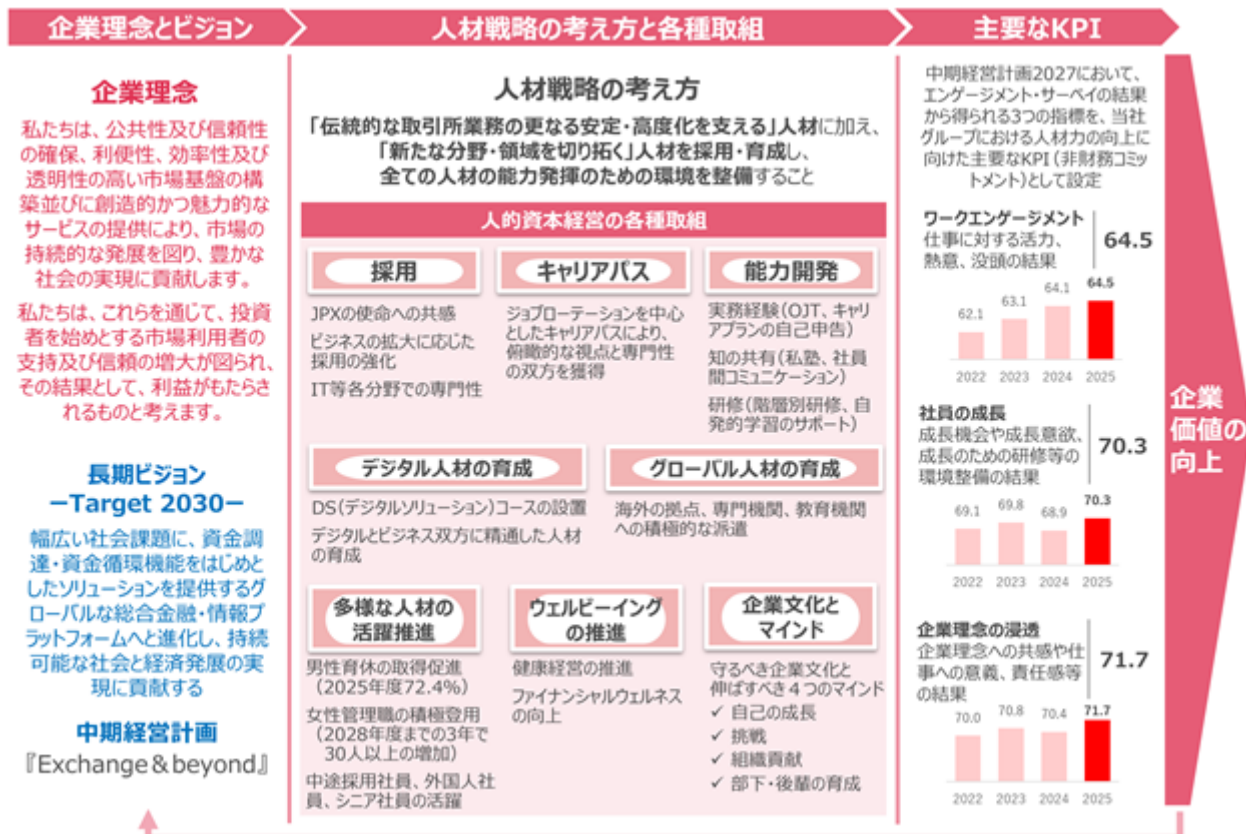 企業理念とビジョン
人材戦略の考え方と各種取組
主要なKPI
企業理念
私たちは、公共性及び信頼性
の確保、利便性、効率性及び
透明性の高い市場基盤の構
築並びに創造的かつ魅力的な
サービスの提供により、市場の
持続的な発展を図り、豊かな
社会の実現に貢献します。
私たちは、これらを通じて、投資
者を始めとする市場利用者の
支持及び信頼の増大が図られ、
その結果として、利益がもたらさ
れるものと考えます。
長期ビジョン
－Target 2030－
幅広い社会課題に、資金調
達・資金循環機能をはじめと
したソリューションを提供するグ
ローバルな総合金融・情報プ
ラットフォームへと進化し、持続
可能な社会と経済発展の実
現に貢献する
中期経営計画
『Exchange＆beyond』
人材戦略の考え方
「伝統的な取引所業務の更なる安定・高度化を支える」人材に加え、
「新たな分野・領域を切り拓く」人材を採用・育成し、
全ての人材の能力発揮のための環境を整備すること
人的資本経営の各種取組
採用
JPXの使命への共感
ビジネスの拡大に応じた
採用の強化
IT等各分野での専門性
キャリアパス
ジョブローテーションを中心
としたキャリアパスにより、
俯瞰的な視点と専門性
の双方を獲得
能力開発
実務経験(OJT、キャリ
アプランの自己申告)
知の共有(私塾、社員
間コミュニケーション)
研修(階層別研修、自
発的学習のサポート)
デジタル人材の育成
DS(デジタルソリューション)コースの設置
デジタルとビジネス双方に精通した人材
の育成
グローバル人材の育成
海外の拠点、専門機関、教育機関
への積極的な派遣
多様な人材の
活躍推進
男性育休の取得促進
（2025年度72.4%）
女性管理職の積極登用
（2028年度までの3年で
30人以上の増加）
中途採用社員、外国人社
員、シニア社員の活躍
ウェルビーイング
の推進
健康経営の推進
ファイナンシャルウェルネス
の向上
企業文化と
マインド
守るべき企業文化と
伸ばすべき４つのマインド
✓ 自己の成長
✓ 挑戦
✓ 組織貢献
✓ 部下・後輩の育成
中期経営計画2027において、
エンゲージメント・サーベイの結果
から得られる3つの指標を、当社
グループにおける人材力の向上に
向けた主要なKPI（非財務コミッ
トメント）として設定
ワークエンゲージメント
仕事に対する活力、
熱意、没頭の結果
64.5
62.1 63.1 64.1 64.5
2022 2023 2024 2025
社員の成長
成長機会や成長意欲、
成長のための研修等の
環境整備の結果
70.3
69.1 69.8 68.9 70.3
2022 2023 2024 2025
企業理念の浸透
企業理念への共感や仕
事への意義、責任感等
の結果
71.7
70.0 70.8 70.4 71.7
2022 2023 2024 2025
企業
価値の
向上